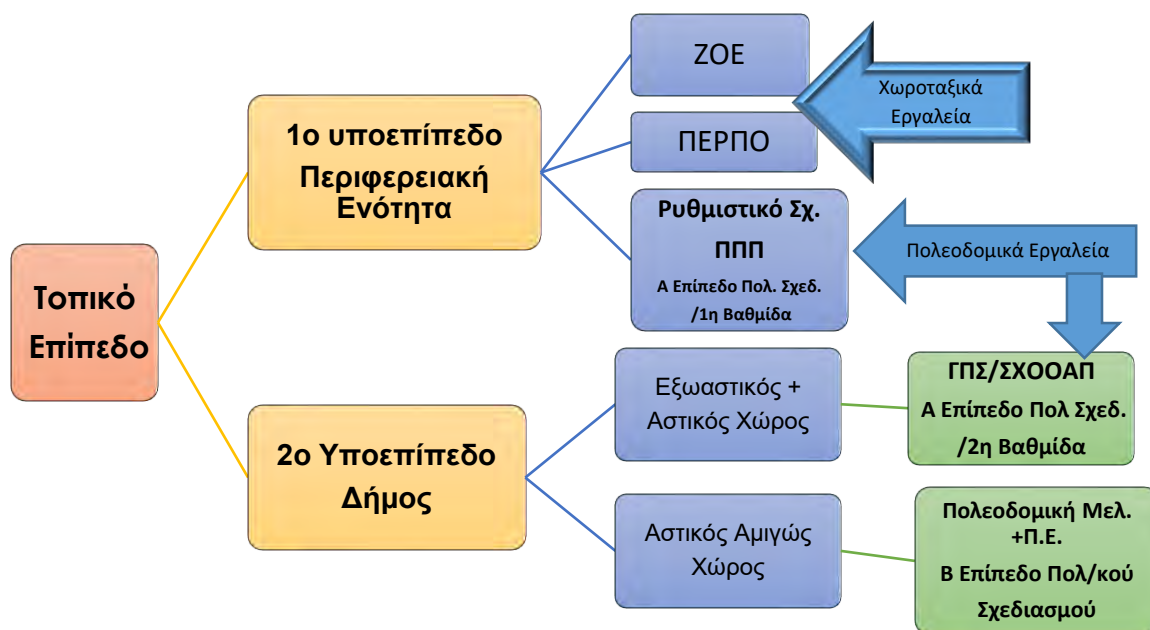 Τοπικό
Επίπεδο
1ο υποεπίπεδο
Περιφερειακή
Ενότητα
ΖΟΕ
ΠΕΡΠΟ
Ρυθμιστικό Σχ.
ΠΠΠ
Α Επίπεδο Πολ. Σχεδ.
/1η Βαθμίδα
Χωροταξικά
Εργαλεία
Πολεοδομικά Εργαλεία
2ο Υποεπίπεδο
Δήμος
Εξωαστικός +
Αστικός Χώρος
ΓΠΣ/ΣΧΟΟΑΠ
Α Επίπεδο Πολ Σχεδ.
/2η Βαθμίδα
Αστικός Αμιγώς
Χώρος
Πολεοδομική Μελ.
+Π.Ε.
Β Επίπεδο Πολ/κού
Σχεδιασμού